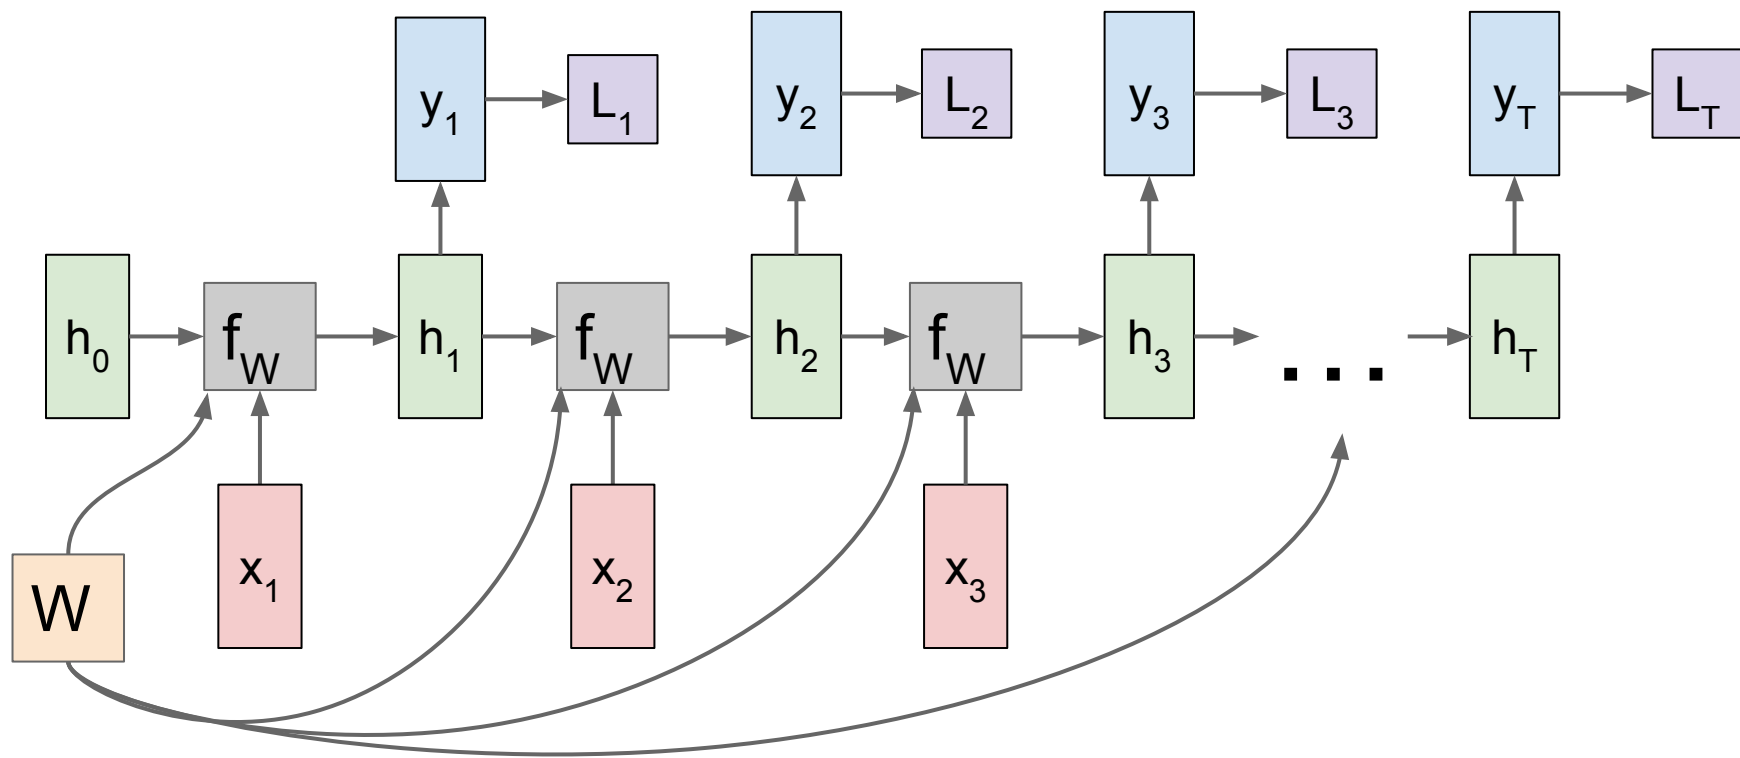 y1 L1 y2 L2 y3 L3 yT LT
h0 fW h1 fW h2 fW h3 ... hT
W x1 x2 x3